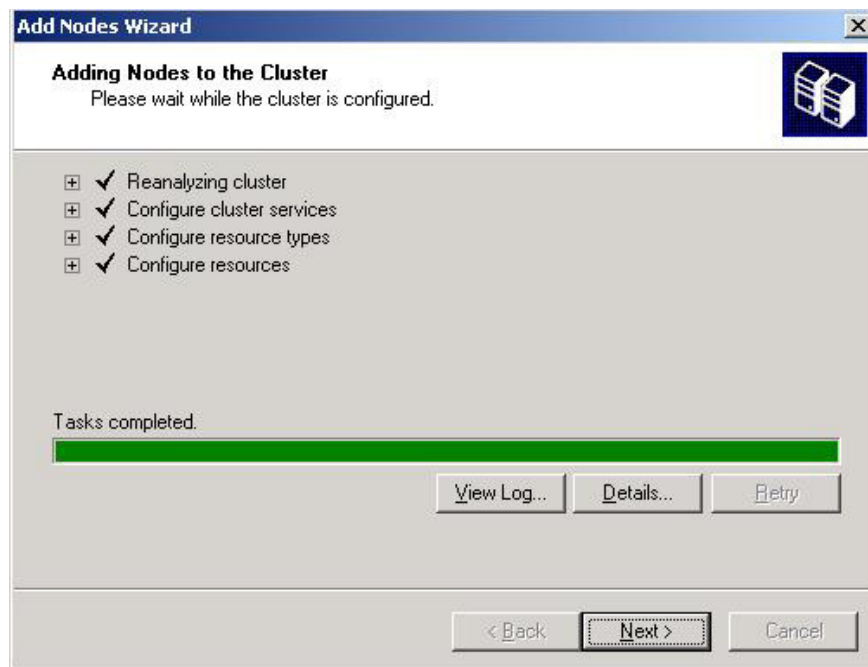 Add Nodes Wizard
Adding Nodes to the Cluster
Please wait while the cluster is configured.
Reanalyzing cluster
Configure cluster services
Configure resource types
Configure resources
Tasks completed.
View Log... Details... Retry
< Back Next > Cancel